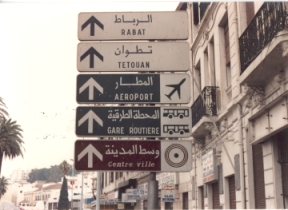 الرباط
RABAT
تطوان
TETOUAN
المطار
AEROPORT
المحطة الطرقية
GARE ROUTIERE
وسط المدينة
Centre ville